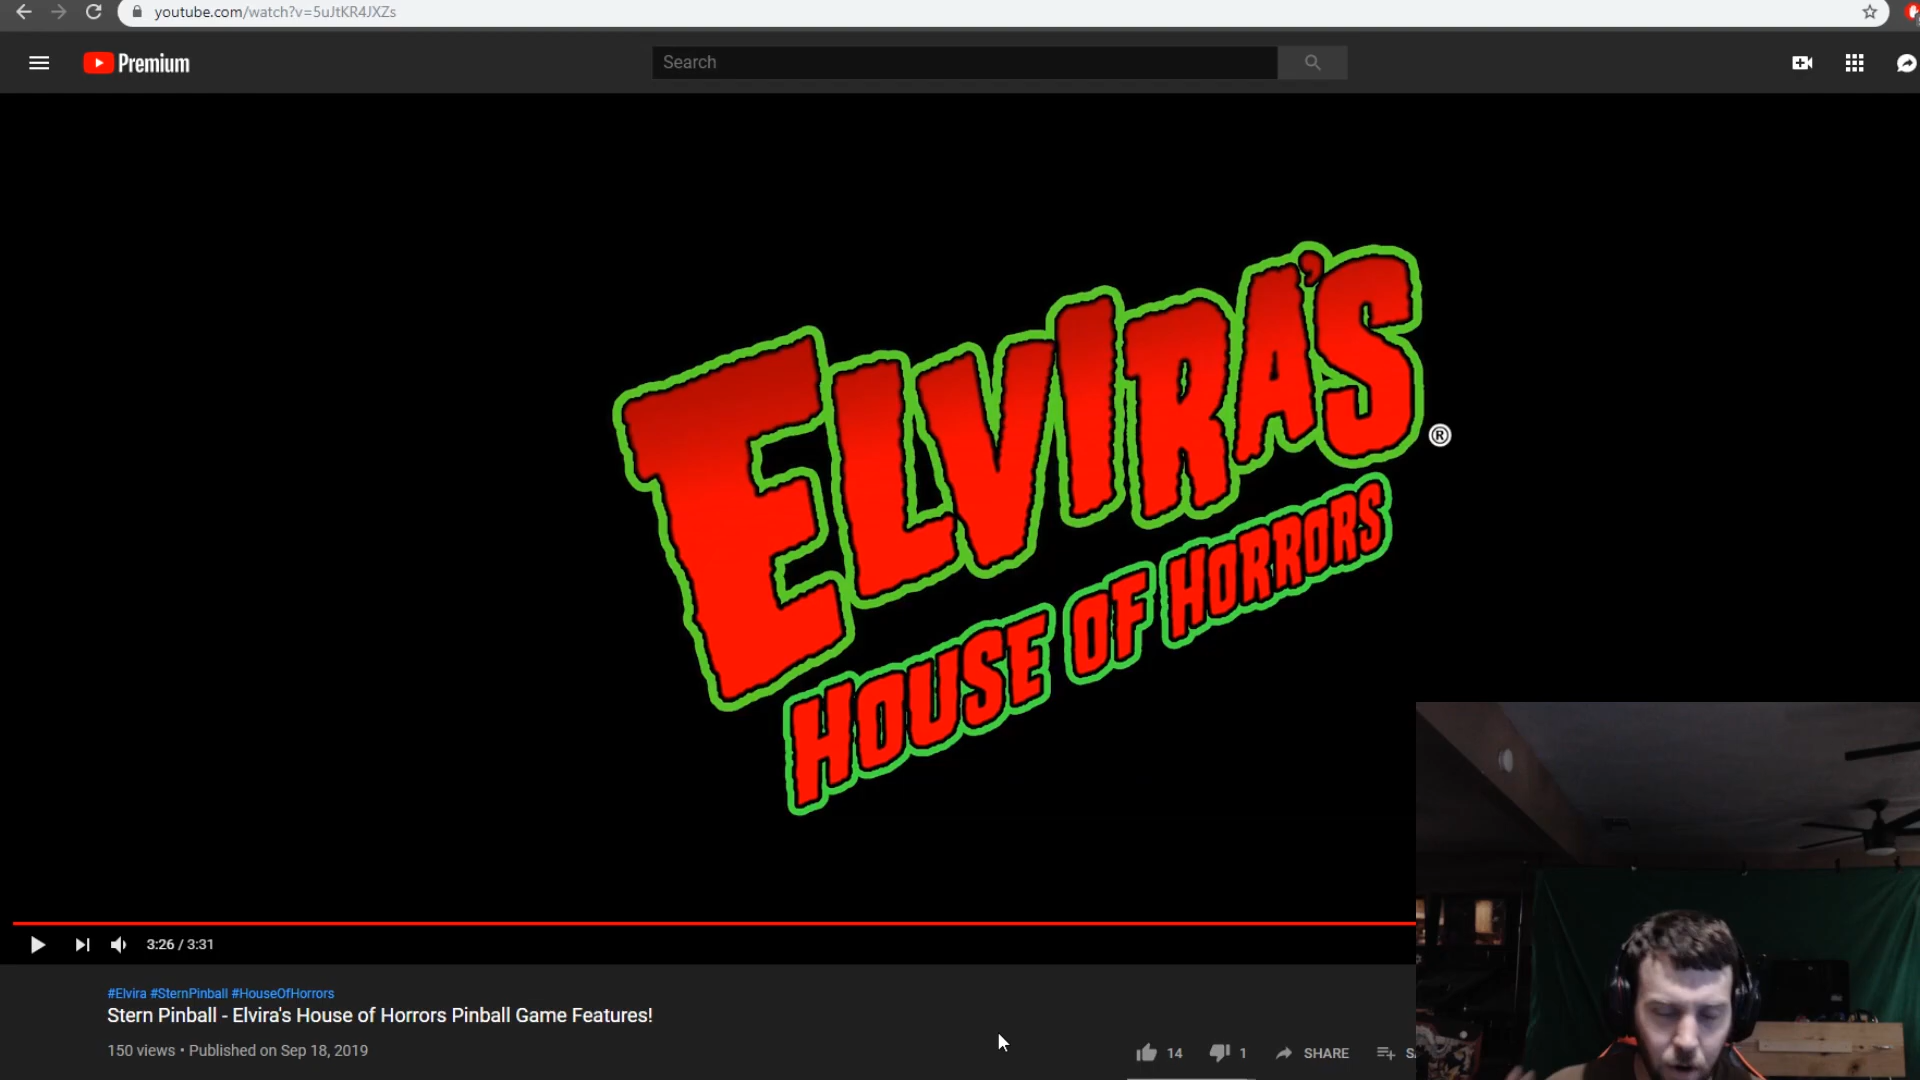 youtube.com/watch?v=5uJtKR4JXZs
Premium
Search
ELVIRA'S
®
HOUSE OF HORRORS
3:26 / 3:31
#Elvira #SternPinball #HouseOfHorrors
Stern Pinball - Elvira's House of Horrors Pinball Game Features!
150 views • Published on Sep 18, 2019
14 1 SHARE